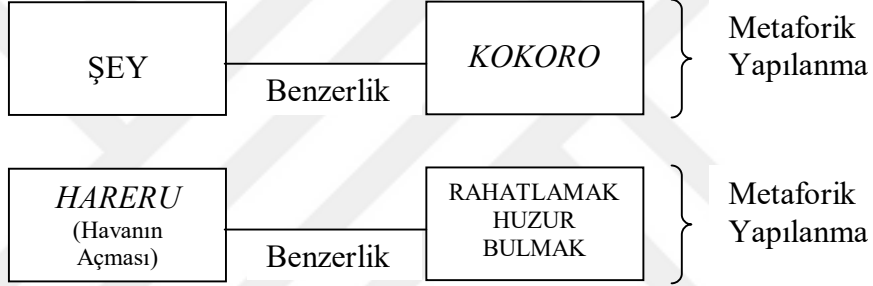 ŞEY
Benzerlik
KOKORO
Metaforik
Yapılanma
HARERU
(Havanın
Açması)
Benzerlik
RAHATLAMAK
HUZUR
BULMAK
Metaforik
Yapılanma